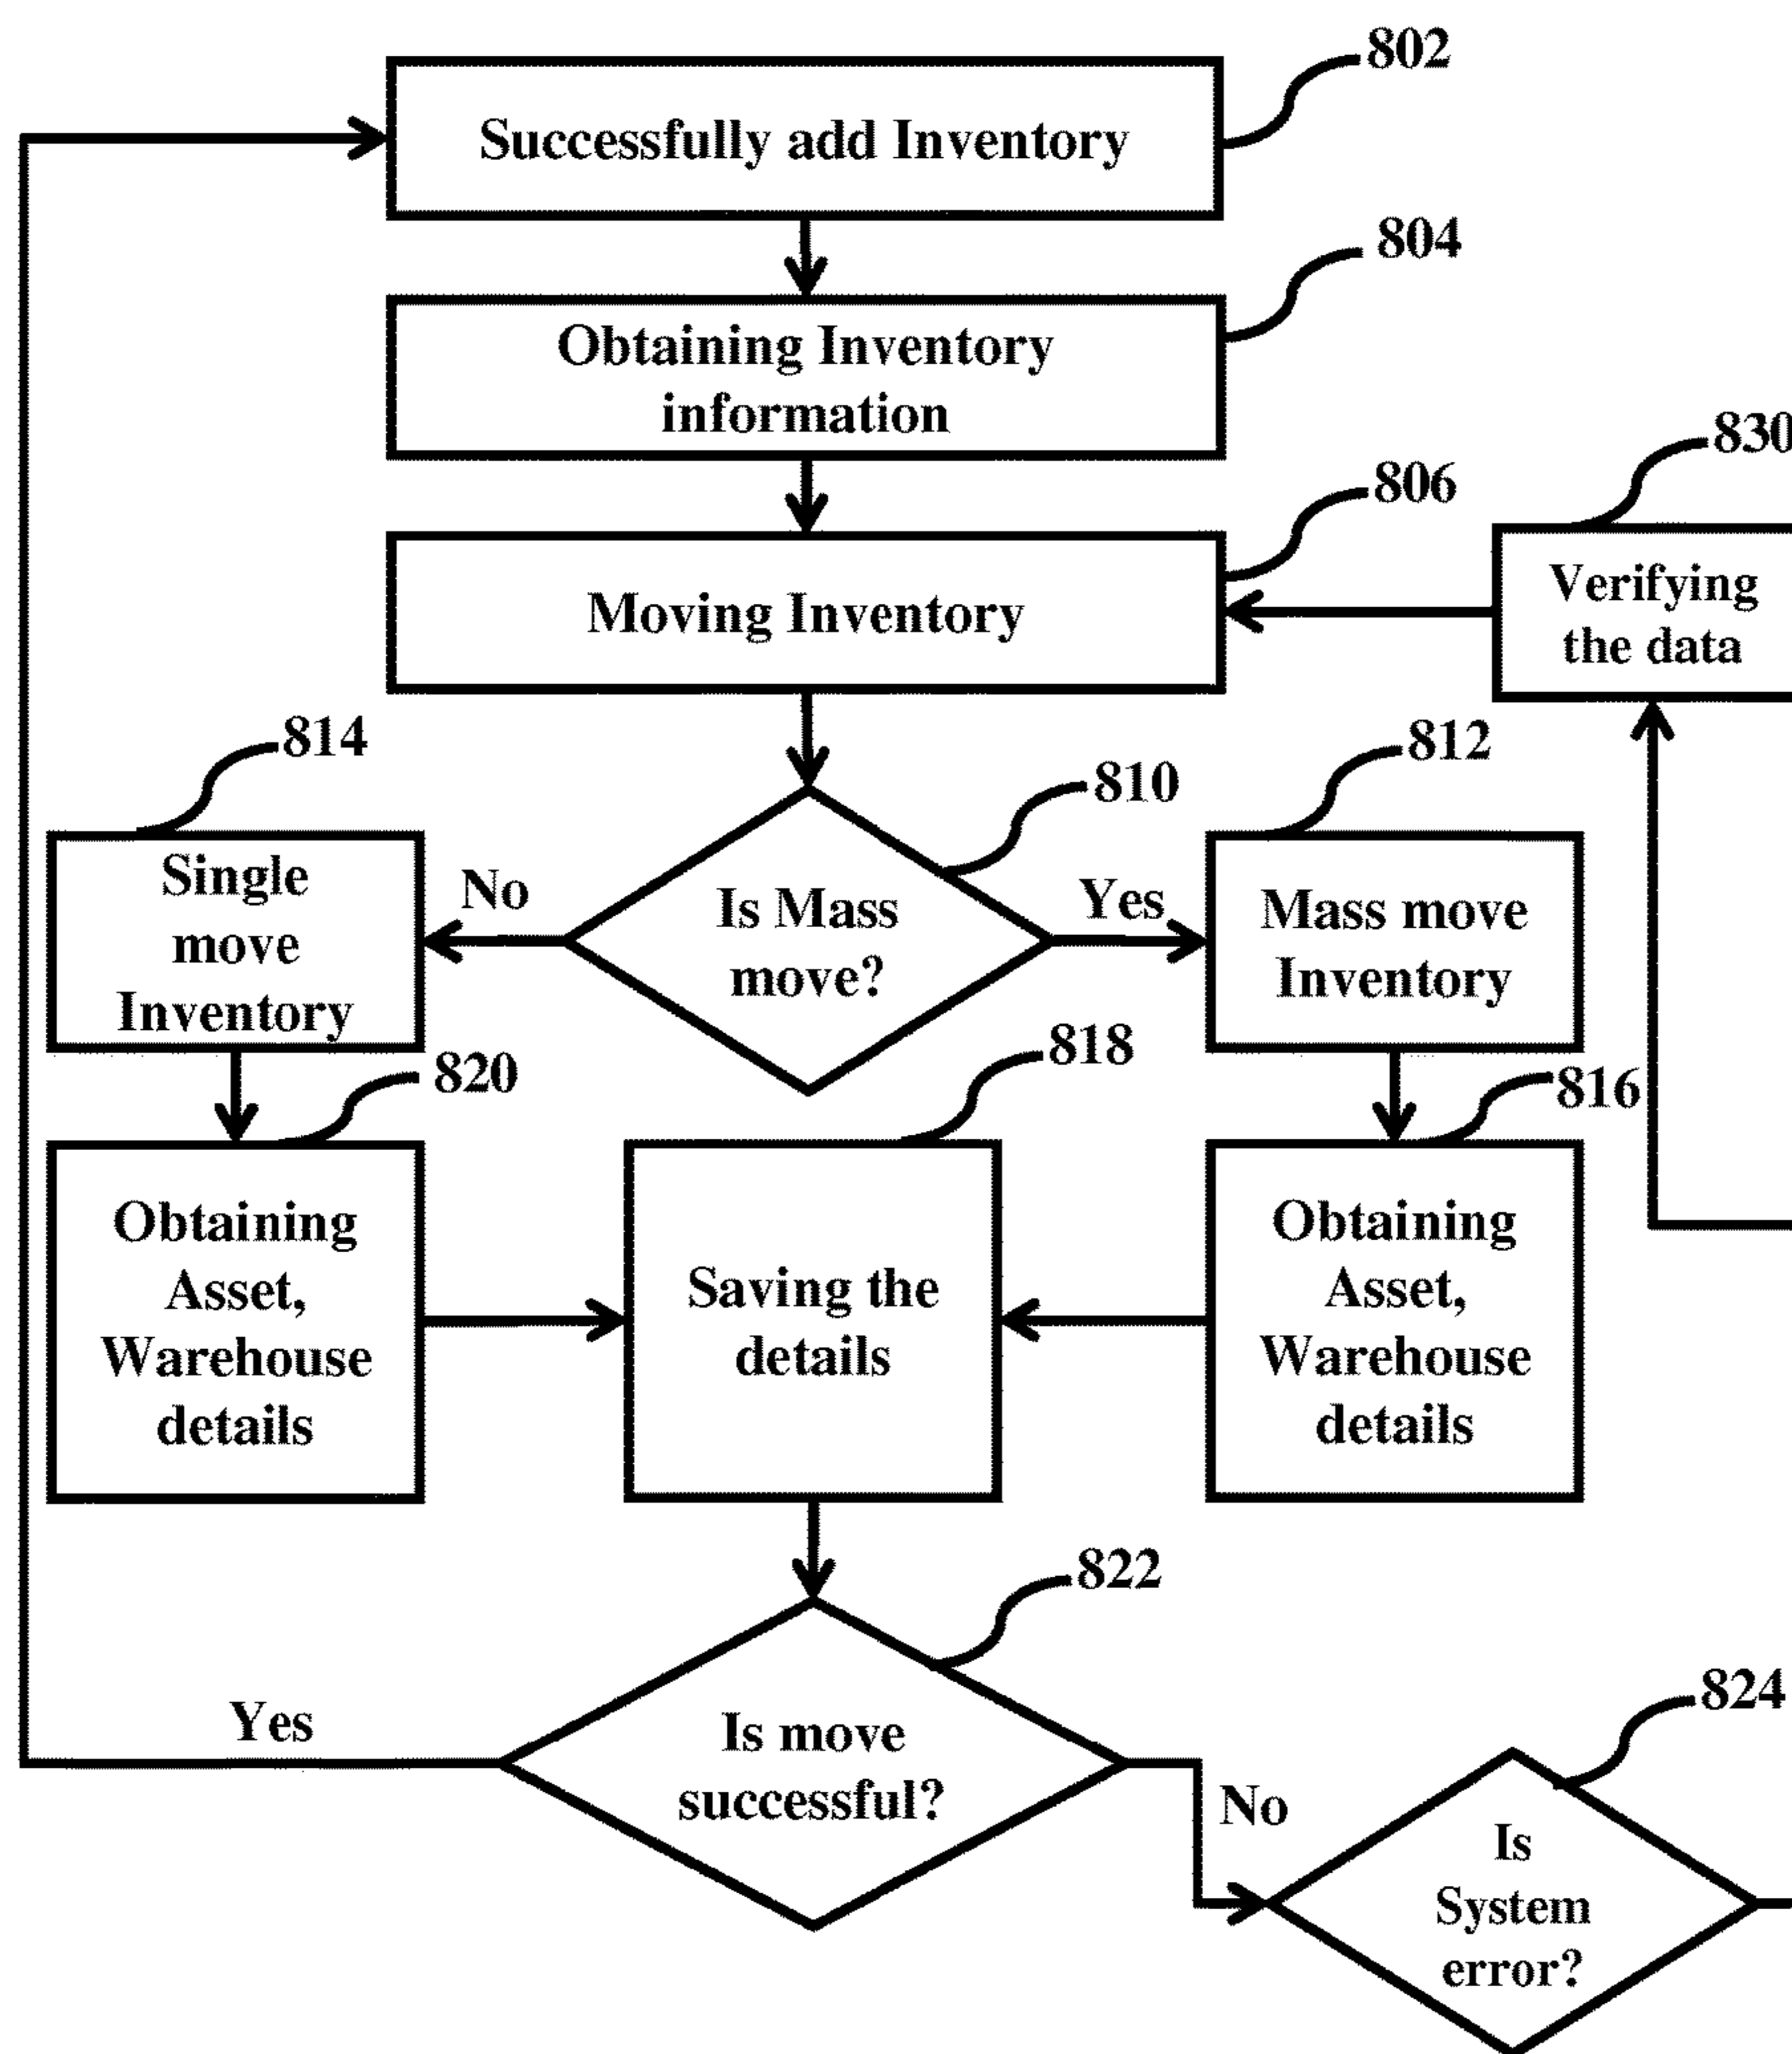 802
Successfully add Inventory
804
Obtaining Inventory
information
830
806
Verifying
the data
Moving Inventory
814
812
810
Single
move
Inventory
No
Is Mass
move?
Yes
Mass move
Inventory
818
820
816
Obtaining
Asset,
Warehouse
details
Saving the
details
Obtaining
Asset,
Warehouse
details
822
824
Yes
Is move
successful?
No
Is
System
error?